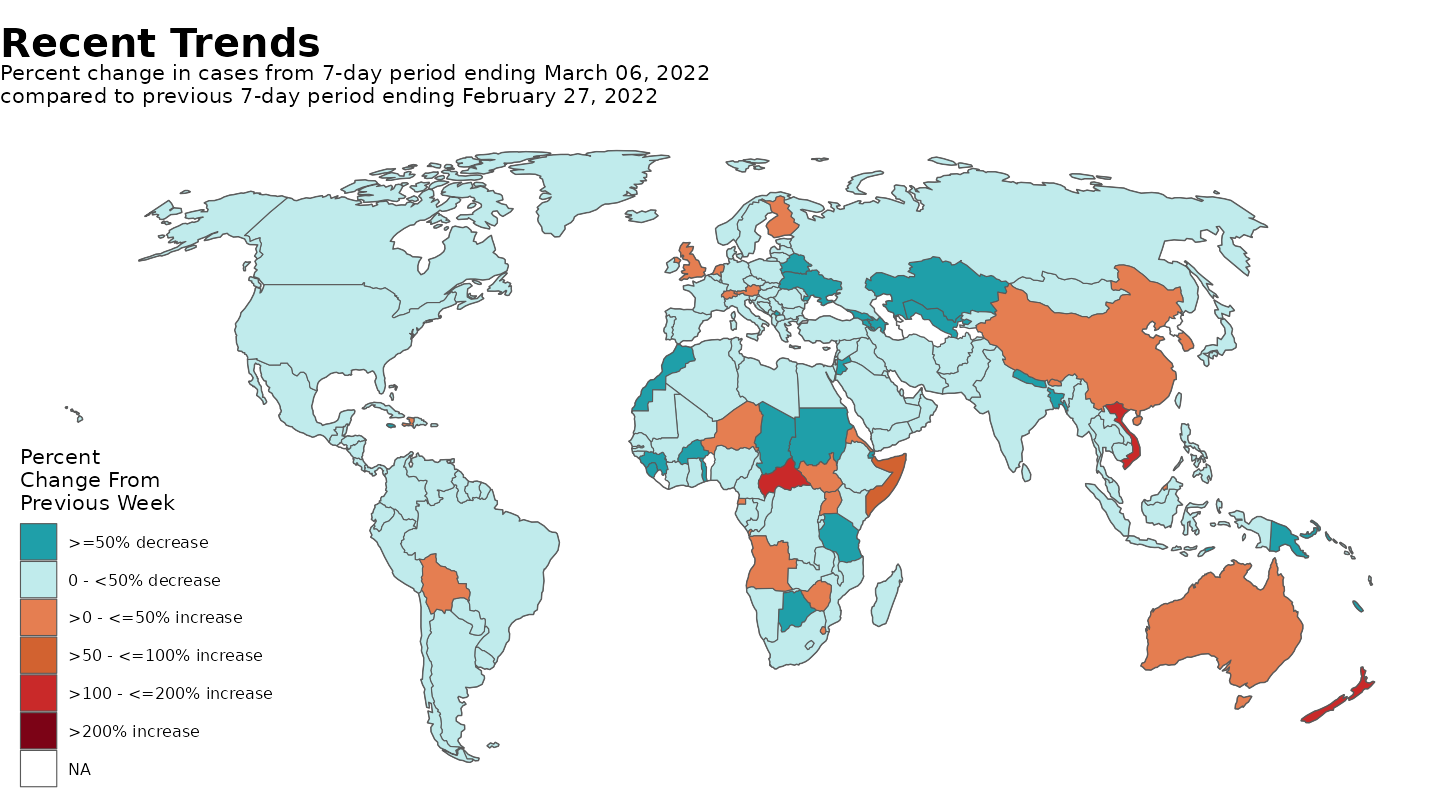 Recent Trends
Percent change in cases from 7-day period ending March 06, 2022
compared to previous 7-day period ending February 27, 2022
Percent
Change From
Previous Week
>=50% decrease
0 - <50% decrease
>0 - <=50% increase
>50 - <=100% increase
>100 - <=200% increase
>200% increase
NA